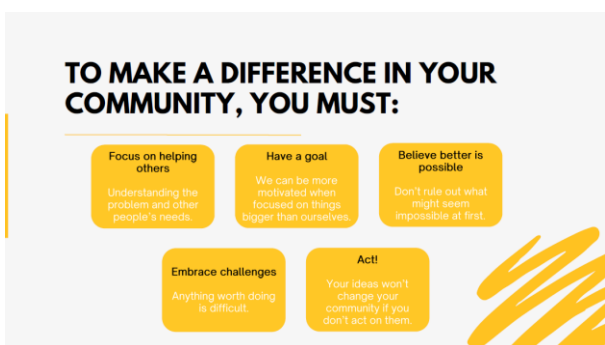 TO MAKE A DIFFERENCE IN YOUR
COMMUNITY, YOU MUST:
Focus on helping
others
Understanding the
problem and other
people's needs.
Have a goal
We can be more
motivated when
focused on things
bigger than ourselves.
Believe better is
possible
Don't rule out what
might seem
impossible at first.
Embrace challenges
Anything worth doing
is difficult.
Act!
Your ideas won't
change your
community if you
don't act on them.